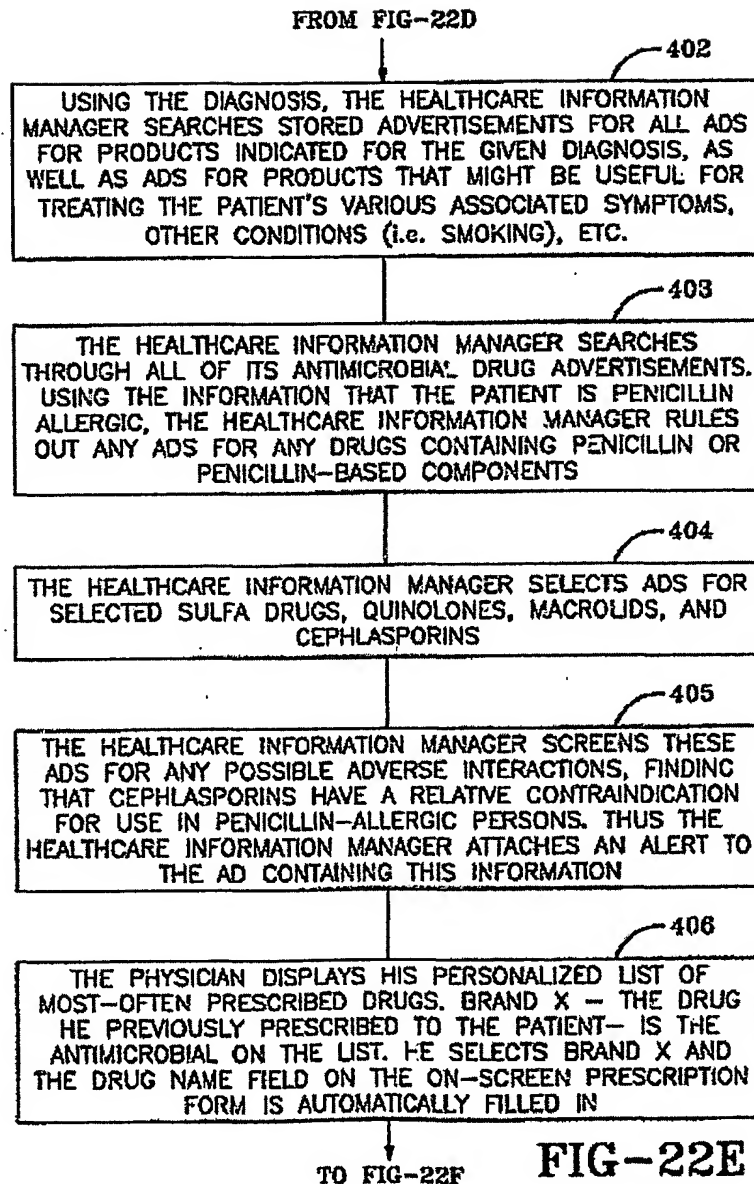 FROM FIG-22D
402
USING THE DIAGNOSIS, THE HEALTHCARE INFORMATION
MANAGER SEARCHES STORED ADVERTISEMENTS FOR ALL ADS
FOR PRODUCTS INDICATED FOR THE GIVEN DIAGNOSIS, AS
WELL AS ADS FOR PRODUCTS THAT MIGHT BE USEFUL FOR
TREATING THE PATIENT'S VARIOUS ASSOCIATED SYMPTOMS,
OTHER CONDITIONS (i.e. SMOKING), ETC.
403
THE HEALTHCARE INFORMATION MANAGER SEARCHES
THROUGH ALL OF ITS ANTIMICROBIAL DRUG ADVERTISEMENTS.
USING THE INFORMATION THAT THE PATIENT IS PENICILLIN
ALLERGIC, THE HEALTHCARE INFORMATION MANAGER RULES
OUT ANY ADS FOR ANY DRUGS CONTAINING PENICILLIN OR
PENICILLIN-BASED COMPONENTS
404
THE HEALTHCARE INFORMATION MANAGER SELECTS ADS FOR
SELECTED SULFA DRUGS, QUINOLONES, MACROLIDS, AND
CEPHLASPORINS
405
THE HEALTHCARE INFORMATION MANAGER SCREENS THESE
ADS FOR ANY POSSIBLE ADVERSE INTERACTIONS, FINDING
THAT CEPHLASPORINS HAVE A RELATIVE CONTRAINDICATION
FOR USE IN PENICILLIN-ALLERGIC PERSONS. THUS THE
HEALTHCARE INFORMATION MANAGER ATTACHES AN ALERT TO
THE AD CONTAINING THIS INFORMATION
406
THE PHYSICIAN DISPLAYS HIS PERSONALIZED LIST OF
MOST-OFTEN PRESCRIBED DRUGS. BRAND X - THE DRUG
HE PREVIOUSLY PRESCRIBED TO THE PATIENT- IS THE
ANTIMICROBIAL ON THE LIST. HE SELECTS BRAND X AND
THE DRUG NAME FIELD ON THE ON-SCREEN PRESCRIPTION
FORM IS AUTOMATICALLY FILLED IN
TO FIG-22F
FIG-22E